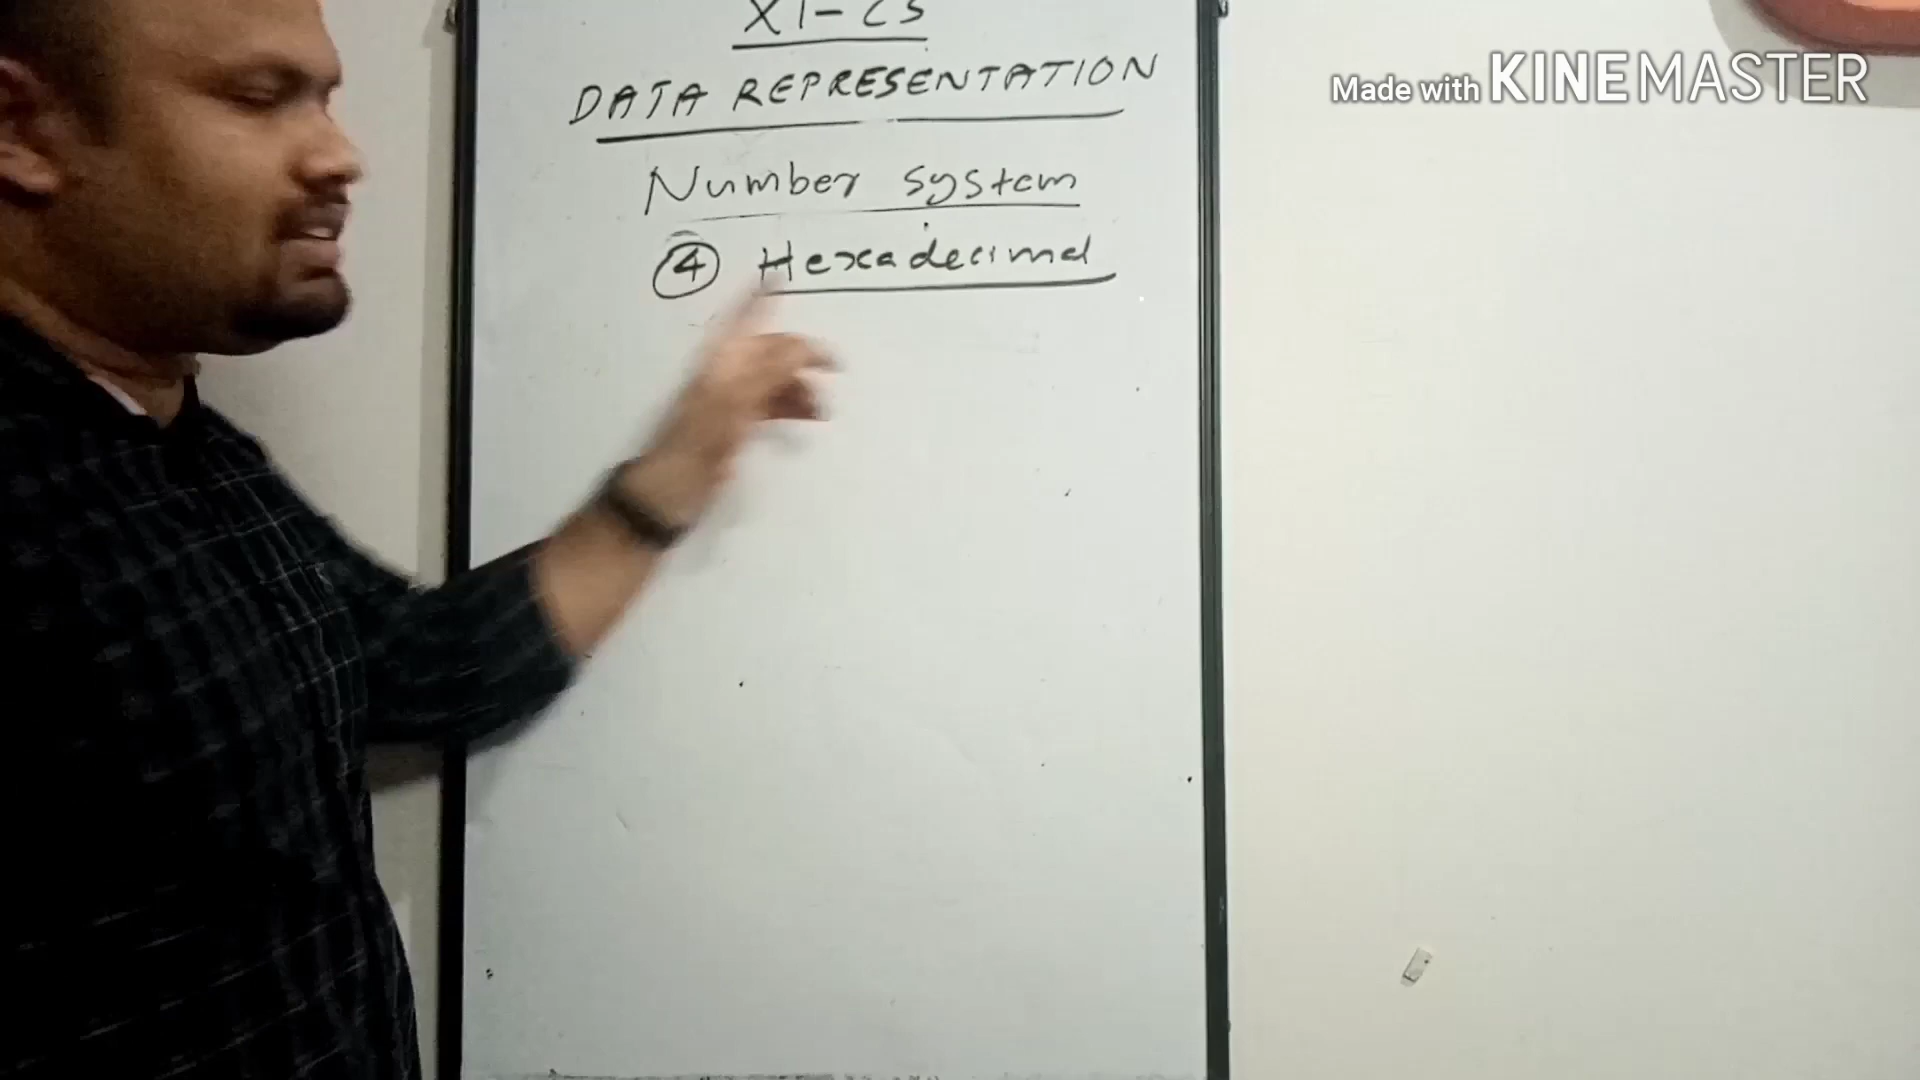 XI-CS
DATA REPRESENTATION
Number system
④ Hexadecimal
Made with KINEMASTER